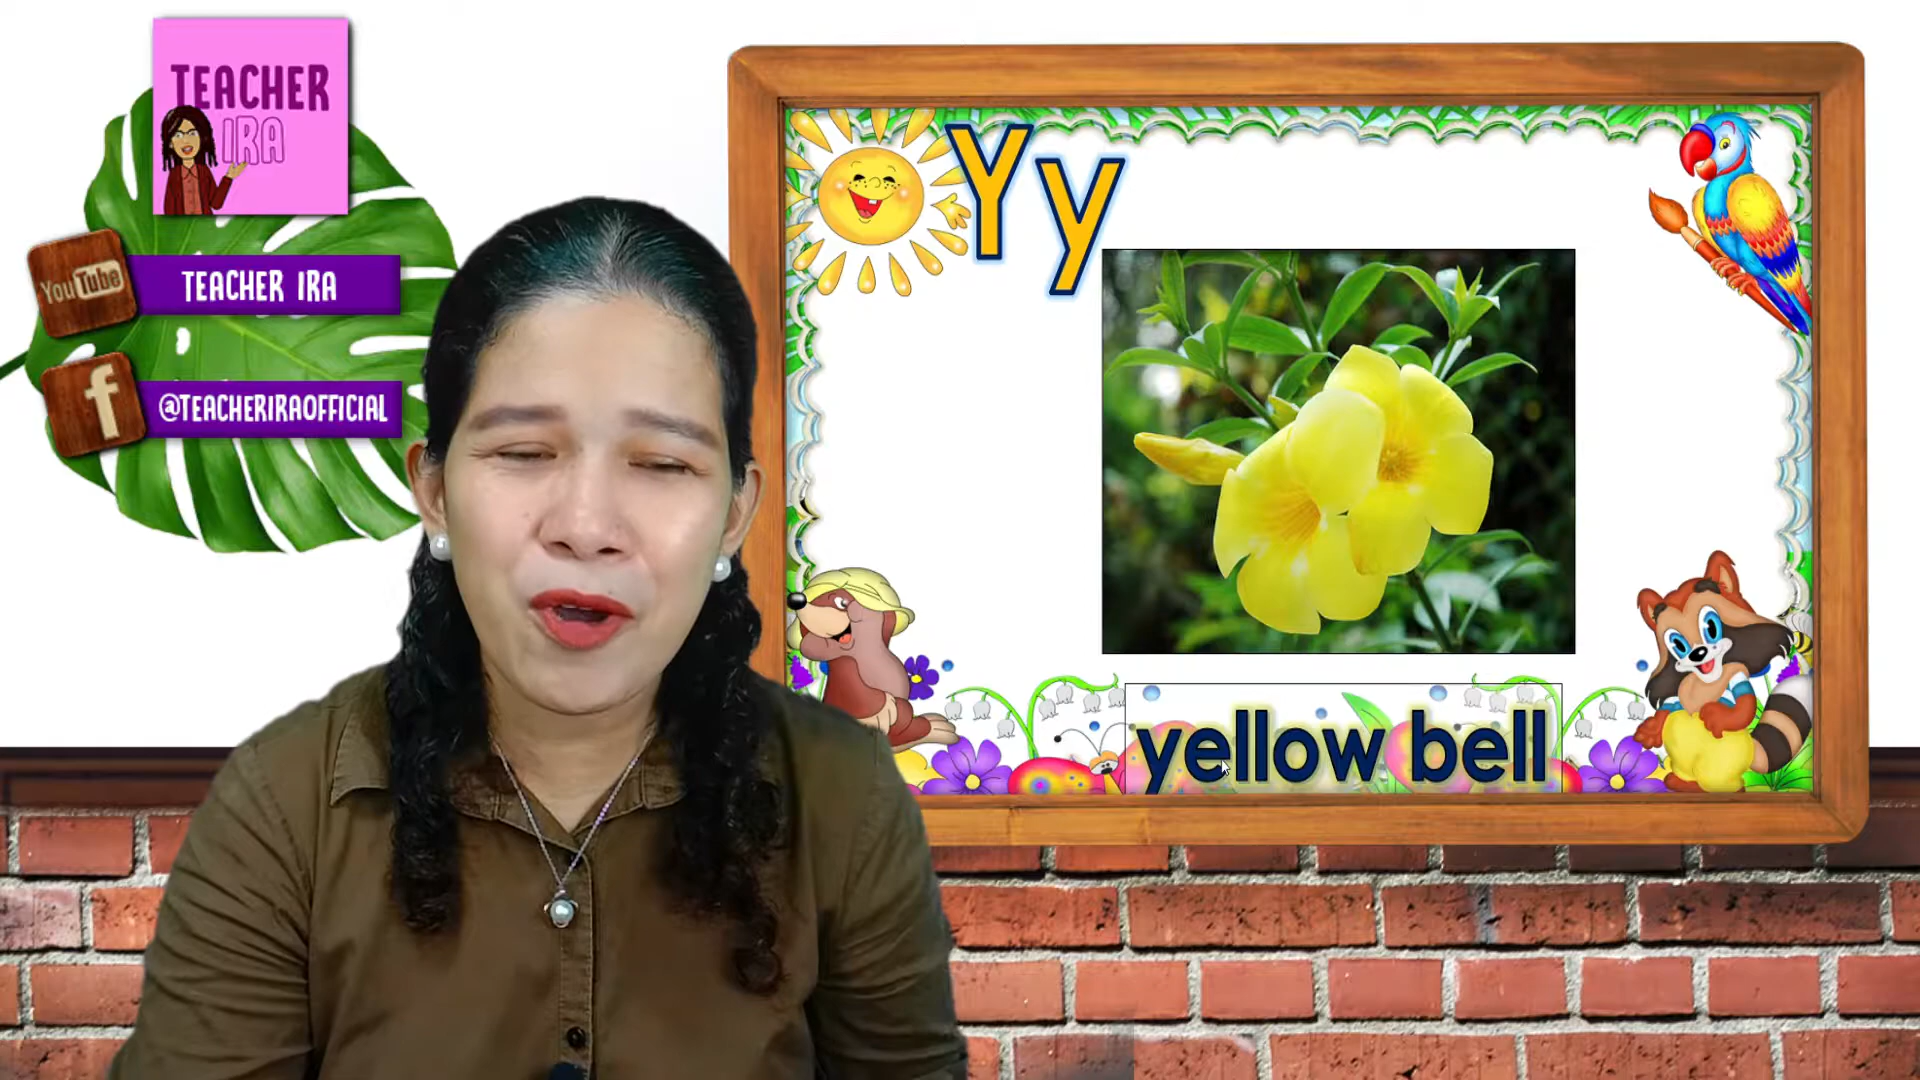 TEACHER
IRA
YouTube
TEACHER IRA
f
@TEACHERIRAOFFICIAL
Yy
yellow bell